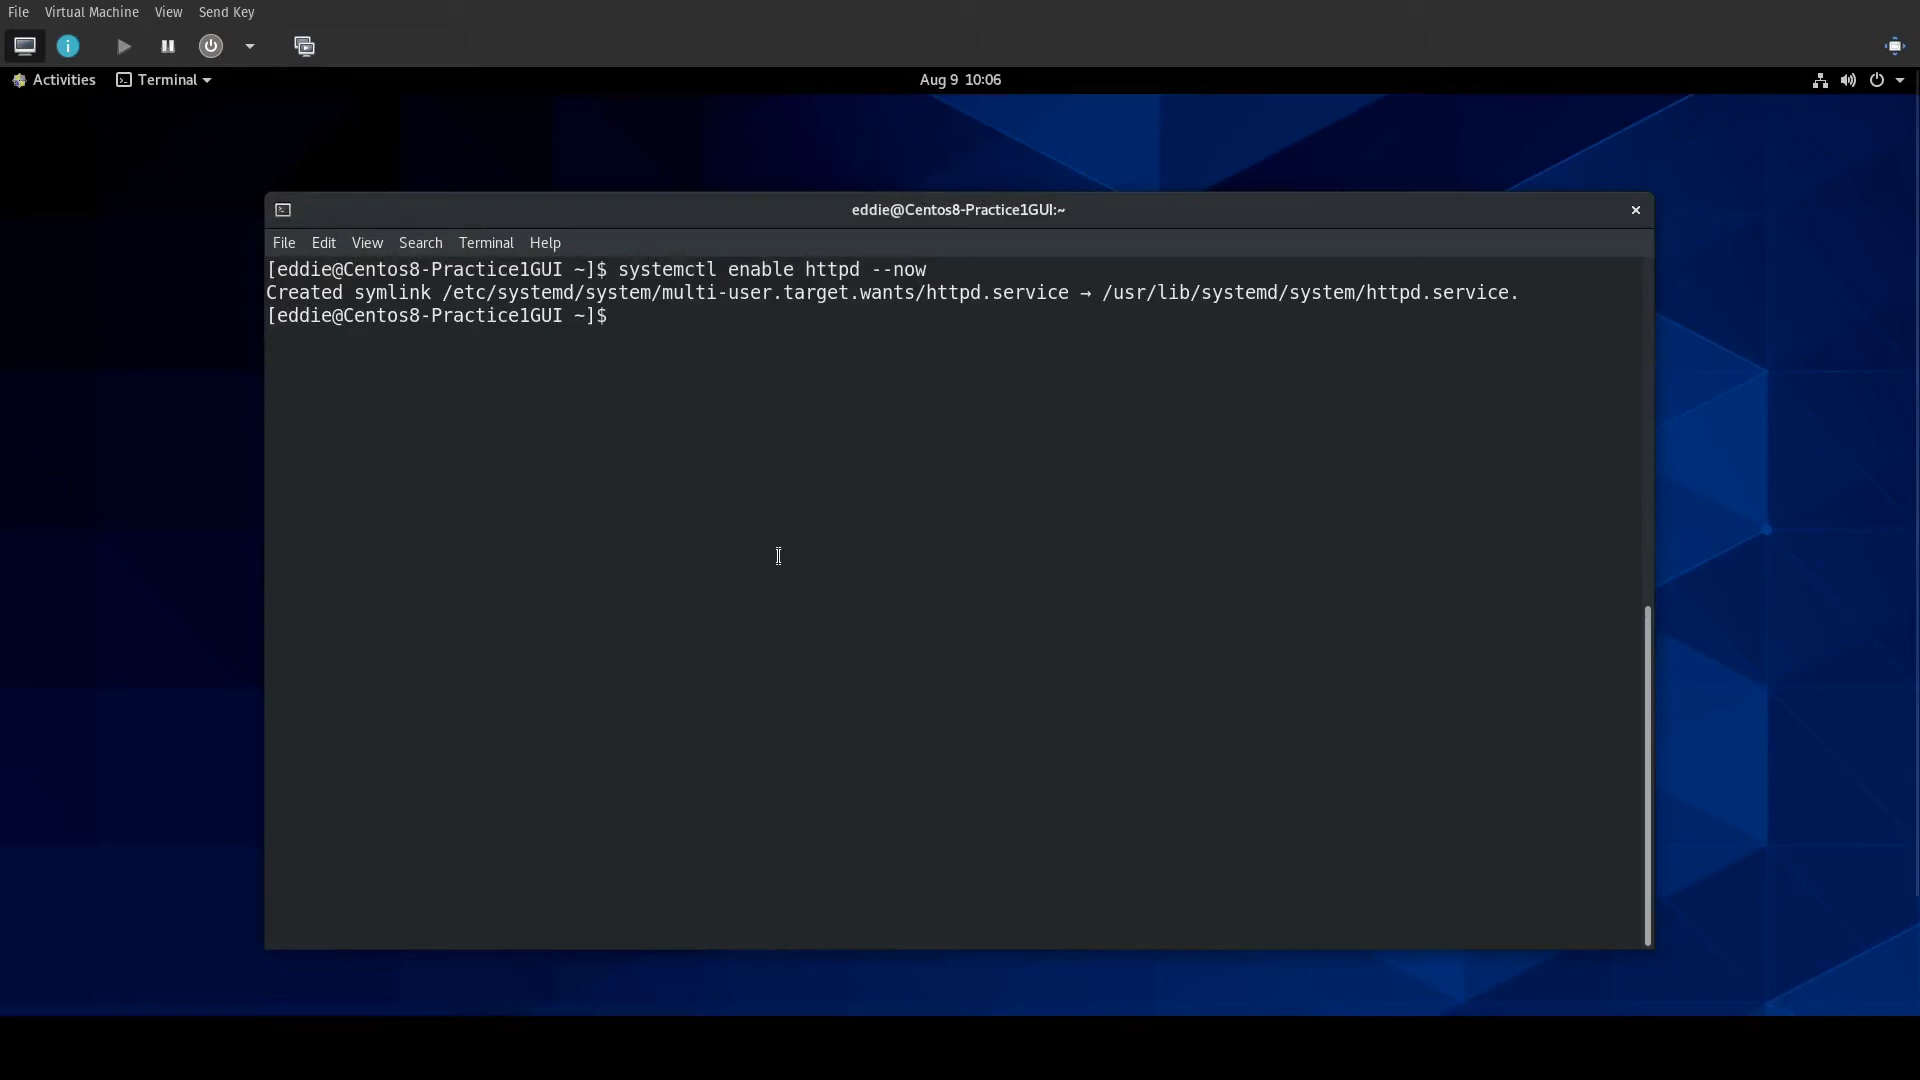 File Virtual Machine View Send Key
Activities Terminal Aug 9 10:06
eddie@Centos8-Practice1GUI:~
File Edit View Search Terminal Help
[eddie@Centos8-Practice1GUI ~]$ systemctl enable httpd --now
Created symlink /etc/systemd/system/multi-user.target.wants/httpd.service → /usr/lib/systemd/system/httpd.service.
[eddie@Centos8-Practice1GUI ~]$